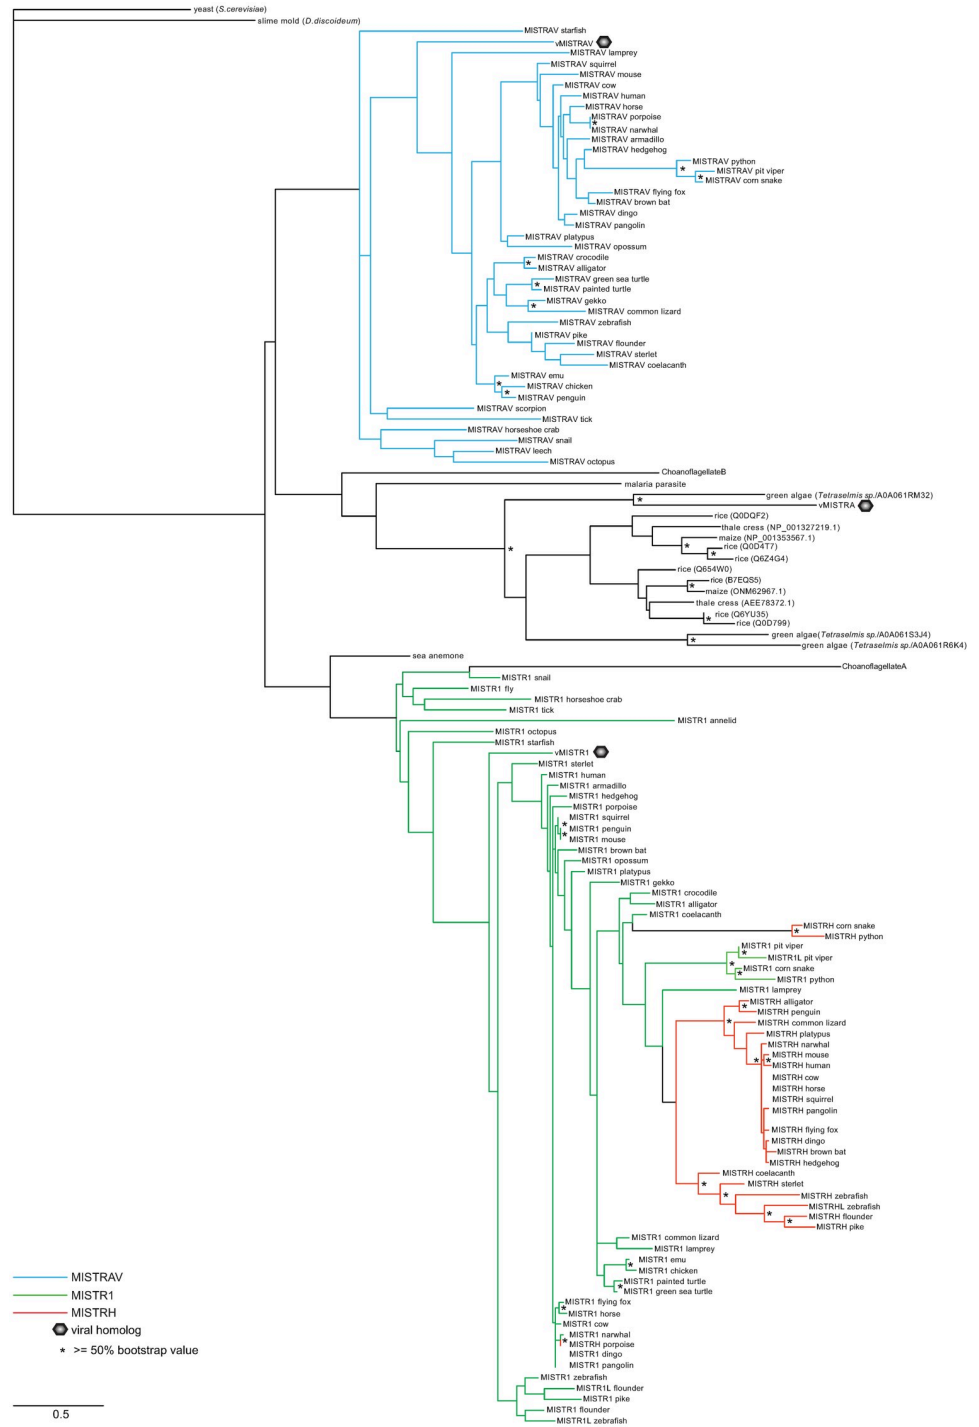 yeast (S.cerevisiae)
slime mold (D.discoideum)
MISTRAV starfish
vMISTRAV
MISTRAV lamprey
MISTRAV squirrel
MISTRAV mouse
MISTRAV cow
MISTRAV human
MISTRAV horse
MISTRAV porpoise
*
MISTRAV narwhal
MISTRAV armadillo
MISTRAV hedgehog
MISTRAV python
* MISTRAV pit viper
* MISTRAV corn snake
MISTRAV flying fox
MISTRAV brown bat
MISTRAV dingo
MISTRAV pangolin
MISTRAV platypus
MISTRAV opossum
MISTRAV crocodile
*
MISTRAV alligator
MISTRAV green sea turtle
*
MISTRAV painted turtle
MISTRAV gekko
*
MISTRAV common lizard
MISTRAV zebrafish
MISTRAV pike
MISTRAV flounder
MISTRAV sterlet
MISTRAV coelacanth
MISTRAV emu
*
MISTRAV chicken
*
MISTRAV penguin
MISTRAV scorpion
MISTRAV tick
MISTRAV horseshoe crab
MISTRAV snail
MISTRAV leech
MISTRAV octopus
ChoanoflagellateB
malaria parasite
green algae (Tetraselmis sp./A0A061RM32)
*
vMISTRA
rice (Q0DQF2)
thale cress (NP_001327219.1)
maize (NP_001353567.1)
* rice (Q0D4T7)
*
* rice (Q6Z4G4)
rice (Q654W0)
rice (B7EQS5)
*
maize (ONM62967.1)
thale cress (AEE78372.1)
rice (Q6YU35)
*
rice (Q0D799)
green algae(Tetraselmis sp./A0A061S3J4)
*
green algae (Tetraselmis sp./A0A061R6K4)
sea anemone
ChoanoflagellateA
MISTR1 snail
MISTR1 fly
MISTR1 horseshoe crab
MISTR1 tick
MISTR1 annelid
MISTR1 octopus
MISTR1 starfish
vMISTR1
MISTR1 sterlet
MISTR1 human
MISTR1 armadillo
MISTR1 hedgehog
MISTR1 porpoise
MISTR1 squirrel
*
MISTR1 penguin
*
MISTR1 mouse
MISTR1 brown bat
MISTR1 opossum
MISTR1 platypus
MISTR1 gekko
MISTR1 crocodile
MISTR1 alligator
MISTR1 coelacanth
MISTRH corn snake
*
MISTRH python
MISTR1 pit viper
*
MISTR1L pit viper
*
MISTR1 corn snake
*
MISTR1 python
MISTR1 lamprey
MISTRH alligator
*
MISTRH penguin
* MISTRH common lizard
MISTRH platypus
MISTRH narwhal
MISTRH mouse
* *
MISTRH human
MISTRH cow
MISTRH horse
MISTRH squirrel
MISTRH pangolin
MISTRH flying fox
MISTRH dingo
MISTRH brown bat
MISTRH hedgehog
MISTRH coelacanth
*
MISTRH sterlet
*
MISTRH zebrafish
MISTRHL zebrafish
*
MISTRH flounder
*
MISTRH pike
MISTR1 common lizard
MISTR1 lamprey
MISTR1 emu
*
MISTR1 chicken
MISTR1 painted turtle
*
MISTR1 green sea turtle
MISTR1 flying fox
*
MISTR1 horse
MISTR1 cow
MISTR1 narwhal
*
MISTRH porpoise
MISTR1 dingo
MISTR1 pangolin
MISTR1 zebrafish
MISTR1L flounder
MISTR1 pike
MISTR1 flounder
MISTR1L zebrafish
MISTRAV
MISTR1
MISTRH
viral homolog
* >= 50% bootstrap value
0.5